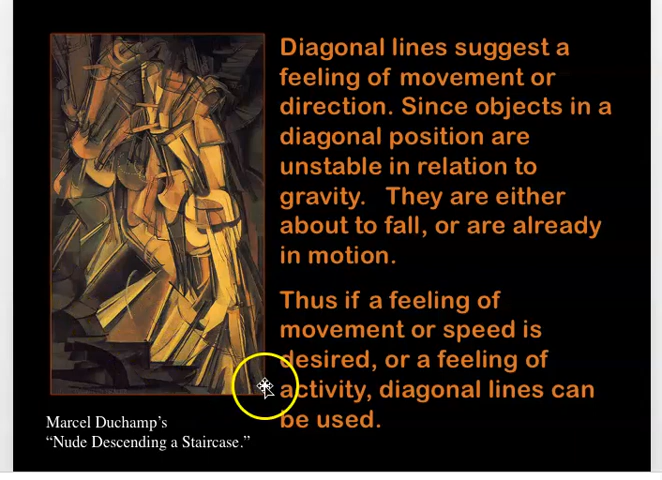 Diagonal lines suggest a
feeling of movement or
direction. Since objects in a
diagonal position are
unstable in relation to
gravity. They are either
about to fall, or are already
in motion.
Thus if a feeling of
movement or speed is
desired, or a feeling of
activity, diagonal lines can
be used.
Marcel Duchamp's
“Nude Descending a Staircase.”